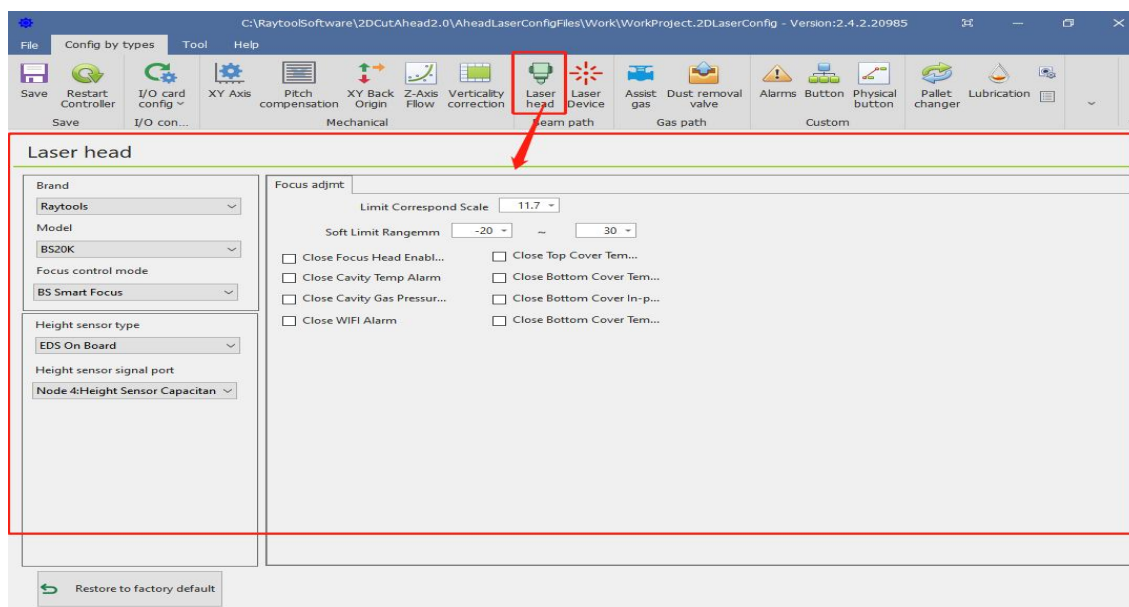 C:\RaytoolSoftware\2DCutAhead2.0\AheadLaserConfigFiles\Work\WorkProject.2DLaserConfig - Version:2.4.2.20985
File Config by types Tool Help
Save Restart Controller I/O card config XY Axis Pitch compensation XY Back Origin Z-Axis Fllow Verticality correction Laser head Laser Device Assist gas Dust removal valve Alarms Button Physical button Pallet changer Lubrication
Save I/O con... Mechanical Beam path Gas path Custom
Laser head
Brand
Raytools
Model
BS20K
Focus control mode
BS Smart Focus
Height sensor type
EDS On Board
Height sensor signal port
Node 4:Height Sensor Capacitan
Focus adjmt
Limit Correspond Scale 11.7
Soft Limit Rangemm -20 ~ 30
Close Focus Head Enabl... Close Top Cover Tem...
Close Cavity Temp Alarm Close Bottom Cover Tem...
Close Cavity Gas Pressur... Close Bottom Cover In-p...
Close WIFI Alarm Close Bottom Cover Tem...
Restore to factory default